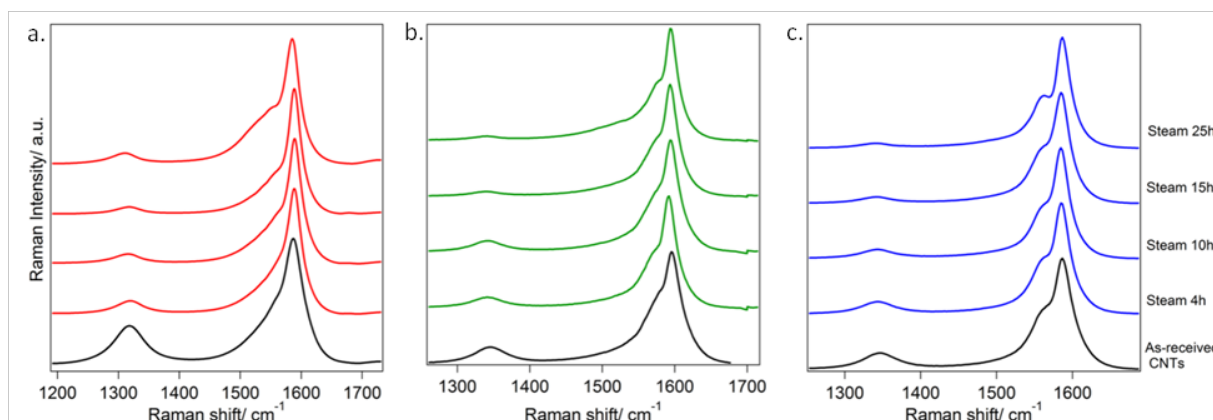 a.
b.
c.
Raman Intensity/ a.u.
Steam 25h
Steam 15h
Steam 10h
Steam 4h
As-received
CNTs
1200 1300 1400 1500 1600 1700
1300 1400 1500 1600 1700
1300 1400 1500 1600
Raman shift/ cm⁻¹
Raman shift/ cm⁻¹
Raman shift/ cm⁻¹